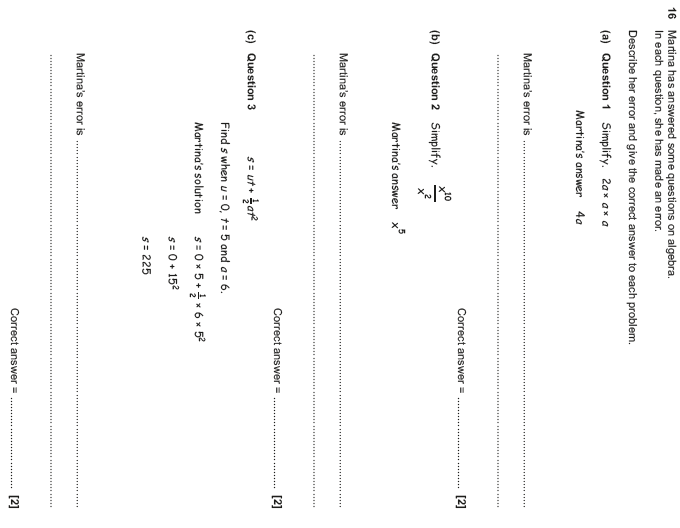 16 Martina has answered some questions on algebra.
In each question, she has made an error.
Describe her error and give the correct answer to each problem.
(a) Question 1 Simplify. 2a × a × a
Martina's answer 4a
Martina's error is ..........
..........
Correct answer = .......... [2]
(b) Question 2 Simplify. x¹⁰/x²
Martina's answer x⁵
Martina's error is ..........
..........
Correct answer = .......... [2]
(c) Question 3 s = ut + ½at²
Find s when u = 0, t = 5 and a = 6.
Martina's solution s = 0 × 5 + ½ × 6 × 5²
s = 0 + 15²
s = 225
Martina's error is ..........
..........
Correct answer = .......... [2]